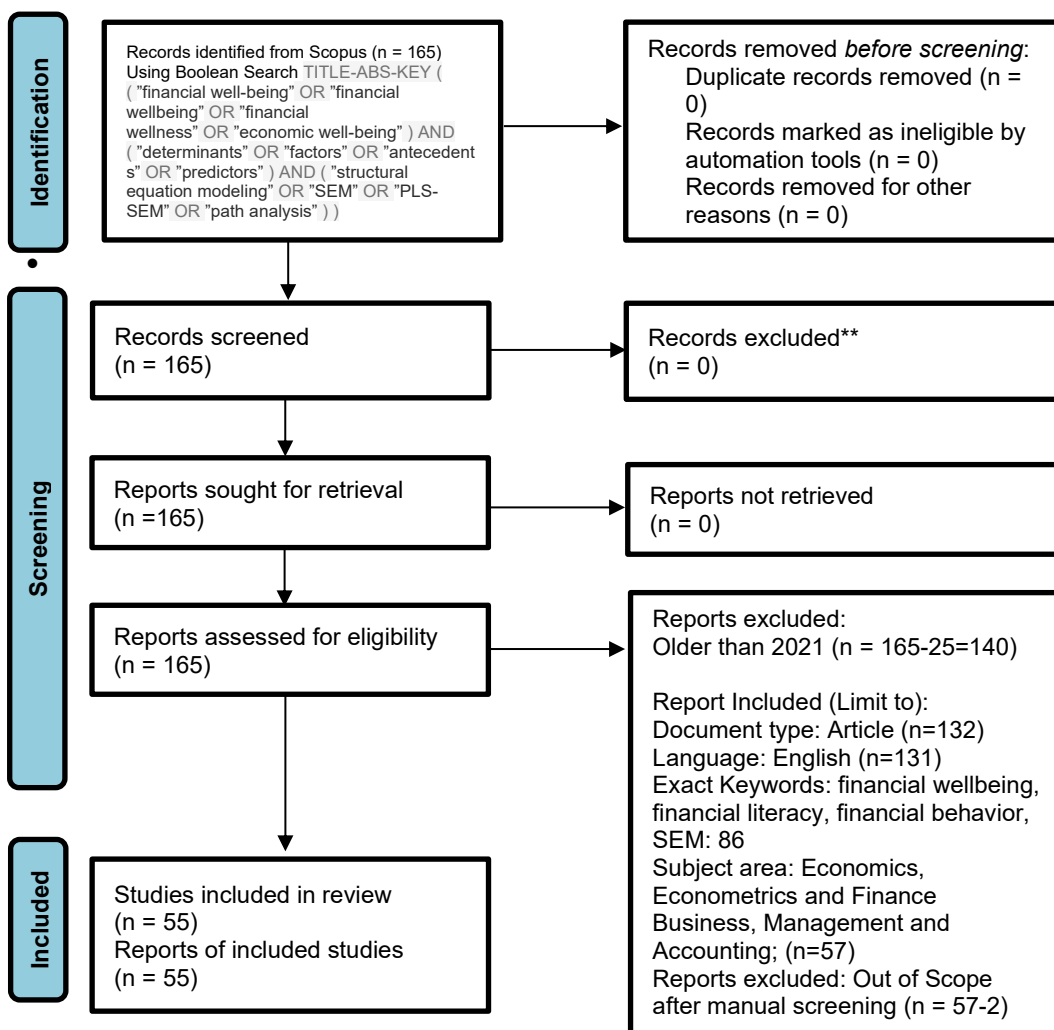 Identification
Records identified from Scopus (n = 165)
Using Boolean Search TITLE-ABS-KEY (
( ”financial well-being” OR ”financial
wellbeing” OR ”financial
wellness” OR ”economic well-being” ) AND
( ”determinants” OR ”factors” OR ”antecedent
s” OR ”predictors” ) AND ( ”structural
equation modeling” OR ”SEM” OR ”PLS-
SEM” OR ”path analysis” ) )
Records removed before screening:
Duplicate records removed (n =
0)
Records marked as ineligible by
automation tools (n = 0)
Records removed for other
reasons (n = 0)
Screening
Records screened
(n = 165)
Records excluded**
(n = 0)
Reports sought for retrieval
(n =165)
Reports not retrieved
(n = 0)
Reports assessed for eligibility
(n = 165)
Reports excluded:
Older than 2021 (n = 165-25=140)
Report Included (Limit to):
Document type: Article (n=132)
Language: English (n=131)
Exact Keywords: financial wellbeing,
financial literacy, financial behavior,
SEM: 86
Subject area: Economics,
Econometrics and Finance
Business, Management and
Accounting; (n=57)
Reports excluded: Out of Scope
after manual screening (n = 57-2)
Included
Studies included in review
(n = 55)
Reports of included studies
(n = 55)